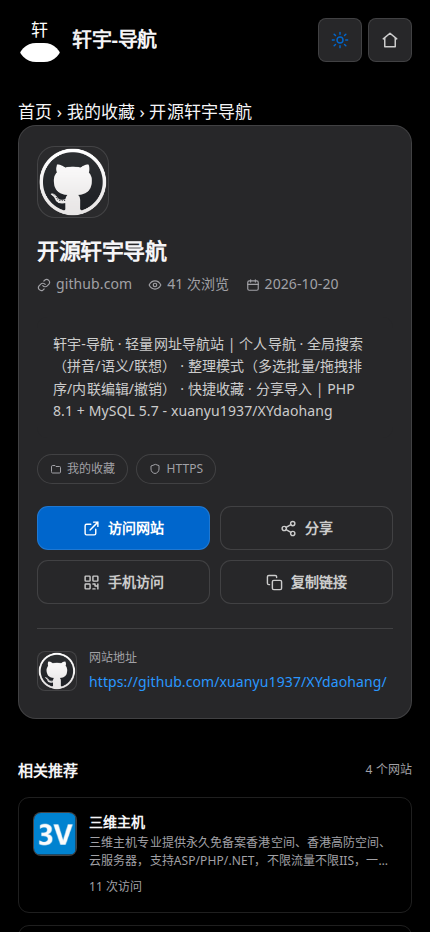 轩
轩宇-导航
首页 › 我的收藏 › 开源轩宇导航
开源轩宇导航
github.com 41 次浏览 2026-10-20
轩宇-导航 · 轻量网址导航站 | 个人导航 · 全局搜索
（拼音/语义/联想） · 整理模式（多选批量/拖拽排
序/内联编辑/撤销） · 快捷收藏 · 分享导入 | PHP
8.1 + MySQL 5.7 - xuanyu1937/XYdaohang
我的收藏 HTTPS
访问网站 分享
手机访问 复制链接
网站地址
https://github.com/xuanyu1937/XYdaohang/
相关推荐 4 个网站
3V
三维主机
三维主机专业提供永久免备案香港空间、香港高防空间、
云服务器，支持ASP/PHP/.NET，不限流量不限IIS，一...
11 次访问